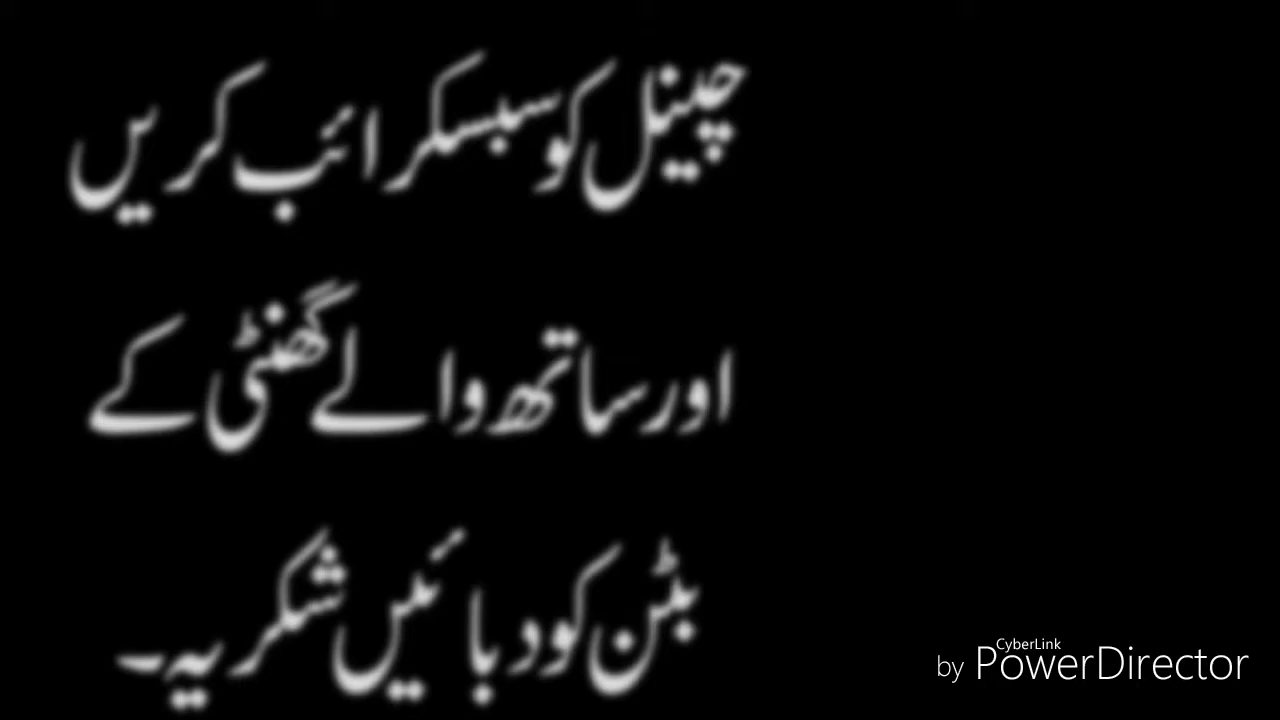 چینل کو سبسکرائب کریں
اور ساتھ والے گھنٹی کے
بٹن کو دبائیں شکریہ۔
by CyberLink PowerDirector